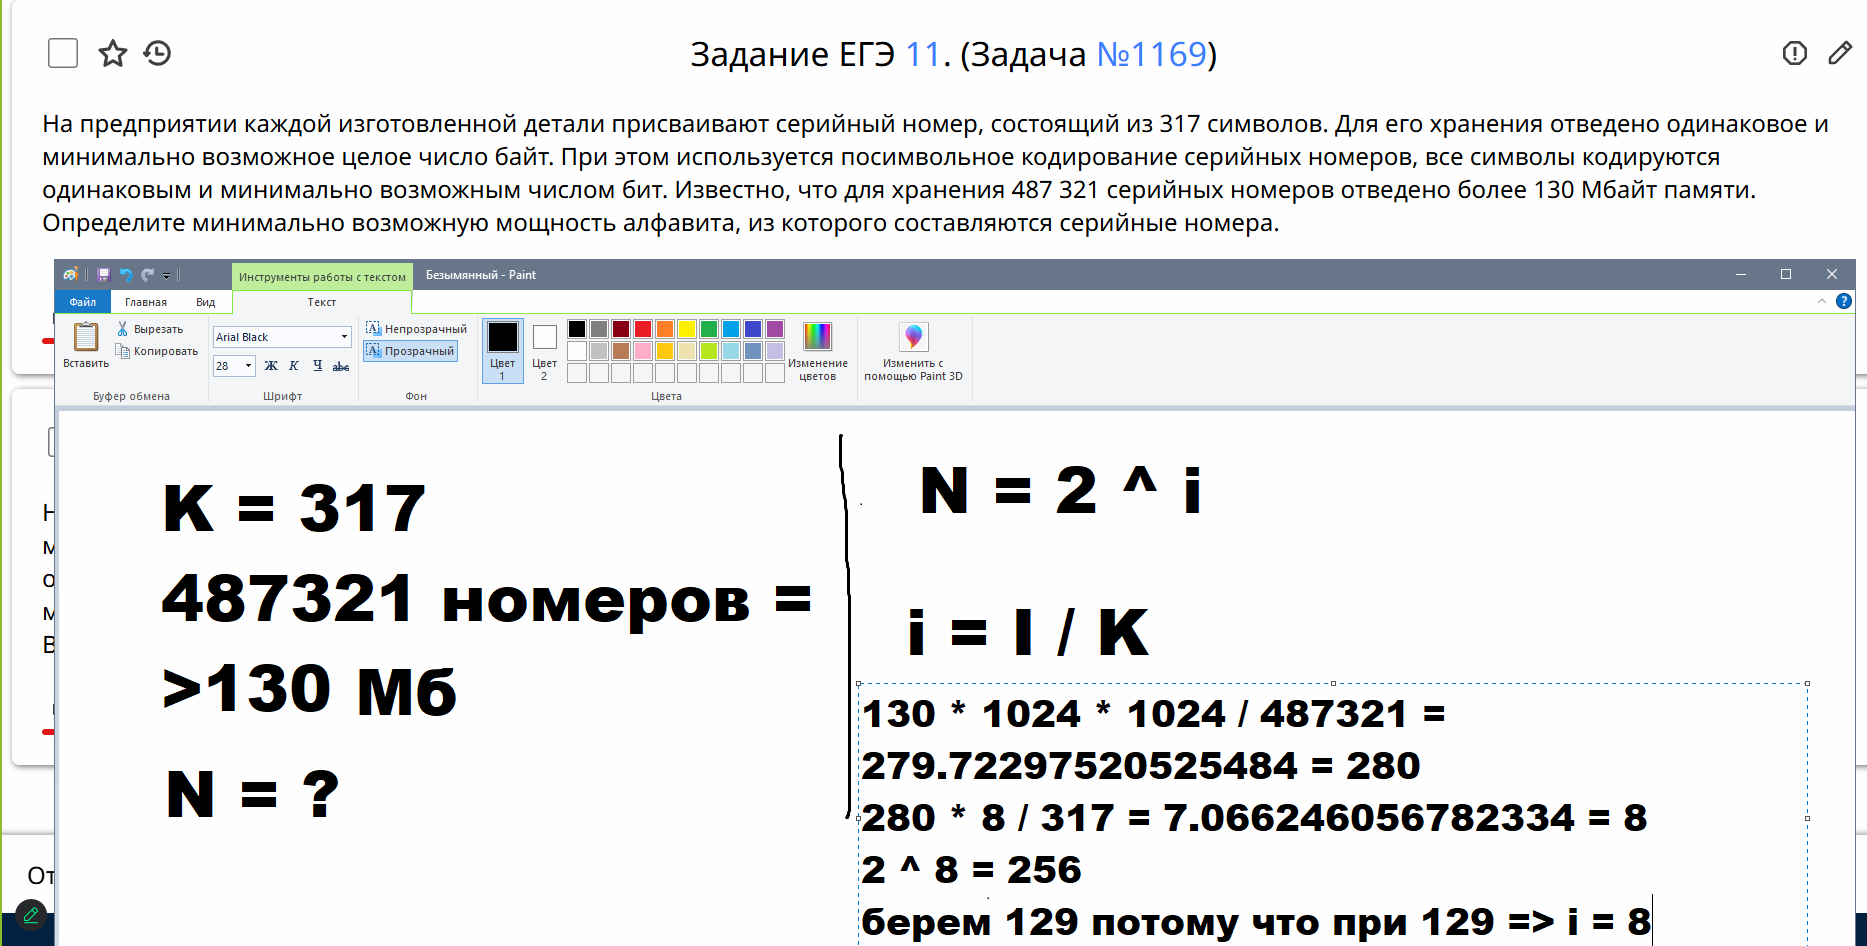 Задание ЕГЭ 11. (Задача №1169)
На предприятии каждой изготовленной детали присваивают серийный номер, состоящий из 317 символов. Для его хранения отведено одинаковое и
минимально возможное целое число байт. При этом используется посимвольное кодирование серийных номеров, все символы кодируются
одинаковым и минимально возможным числом бит. Известно, что для хранения 487 321 серийных номеров отведено более 130 Мбайт памяти.
Определите минимально возможную мощность алфавита, из которого составляются серийные номера.
Инструменты работы с текстом
Безымянный - Paint
Файл
Главная
Вид
Текст
Вставить
Вырезать
Копировать
Буфер обмена
Arial Black
28
Ж К Ч abc
Шрифт
Непрозрачный
Прозрачный
Фон
Цвет
1
Цвет
2
Изменение
цветов
Цвета
Изменить с
помощью Paint 3D
K = 317
487321 номеров =
>130 Мб
N = ?
N = 2 ^ i
i = I / K
130 * 1024 * 1024 / 487321 =
279.72297520525484 = 280
280 * 8 / 317 = 7.066246056782334 = 8
2 ^ 8 = 256
берем 129 потому что при 129 => i = 8
От